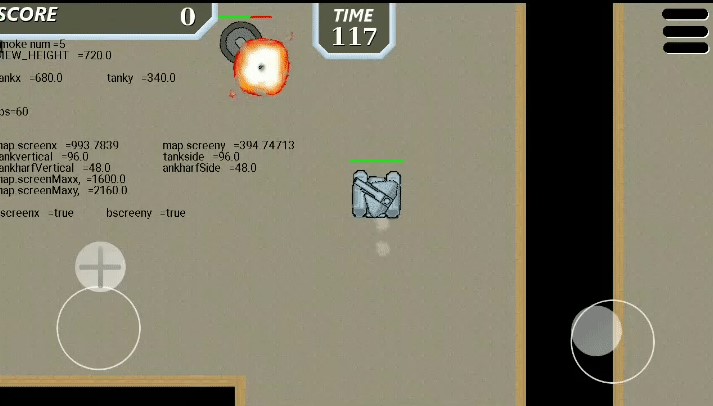 SCORE 0
TIME
117
moke num =5
IEW_HEIGHT =720.0
ankx =680.0 tanky =340.0
ps=60
map.screenx =993.7839 map.screeny =394.74713
ankvertical =96.0 tankside =96.0
ankharfVertical =48.0 ankharfSide =48.0
map.screenMaxx, =1600.0
map.screenMaxy, =2160.0
screenx =true bscreeny =true